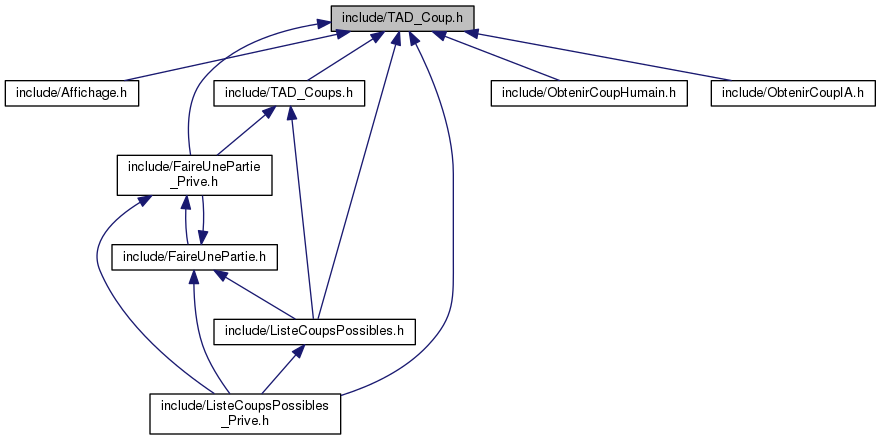 include/TAD_Coup.h
include/Affichage.h
include/TAD_Coups.h
include/ObtenirCoupHumain.h
include/ObtenirCoupIA.h
include/FaireUnePartie
_Prive.h
include/FaireUnePartie.h
include/ListeCoupsPossibles.h
include/ListeCoupsPossibles
_Prive.h